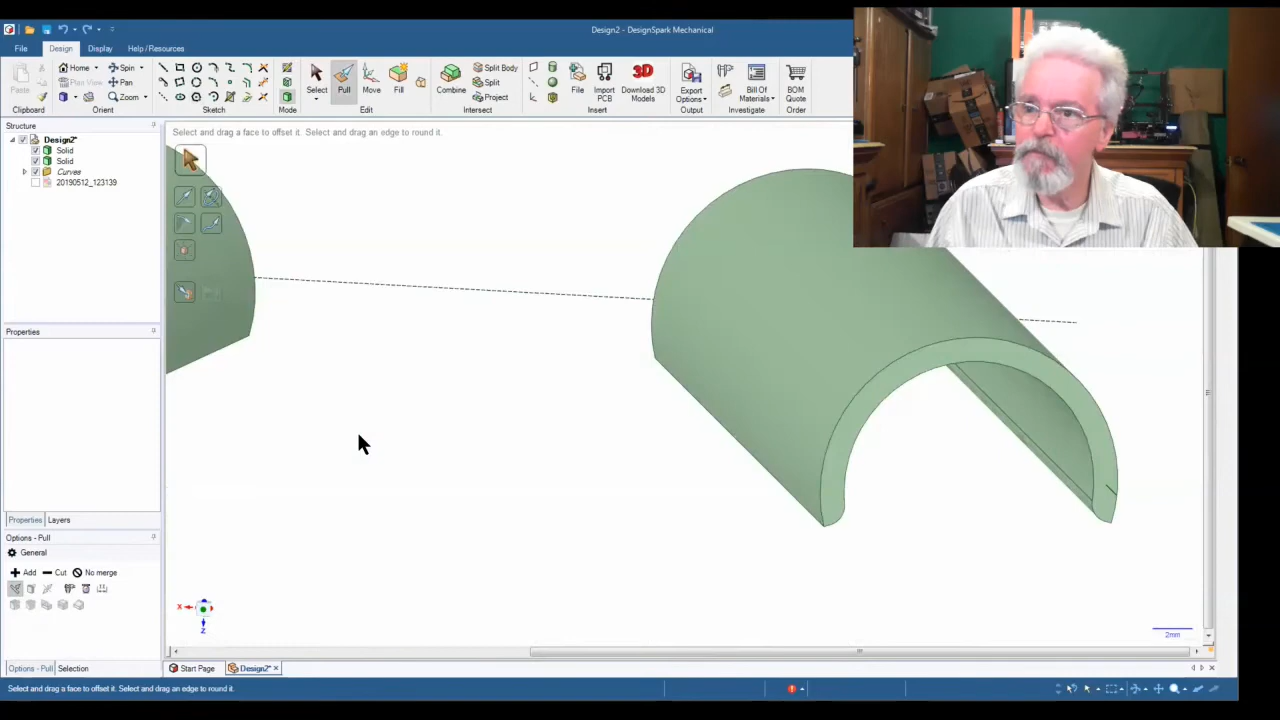 Design2 - DesignSpark Mechanical
File Design Display Help / Resources
Paste Home Spin Plan View Pan Zoom Select Pull Move Fill Combine Split Body Split Project File Import PCB Download 3D Models Export Options Bill Of Materials BOM Quote
Clipboard Orient Sketch Mode Edit Intersect Insert Output Investigate Order
Structure
Select and drag a face to offset it. Select and drag an edge to round it.
Design2*
Solid
Solid
Curves
20190512_123139
Properties
Properties Layers
Options - Pull
General
Add Cut No merge
X
Z
2mm
Options - Pull Selection Start Page Design2*
Select and drag a face to offset it. Select and drag an edge to round it.